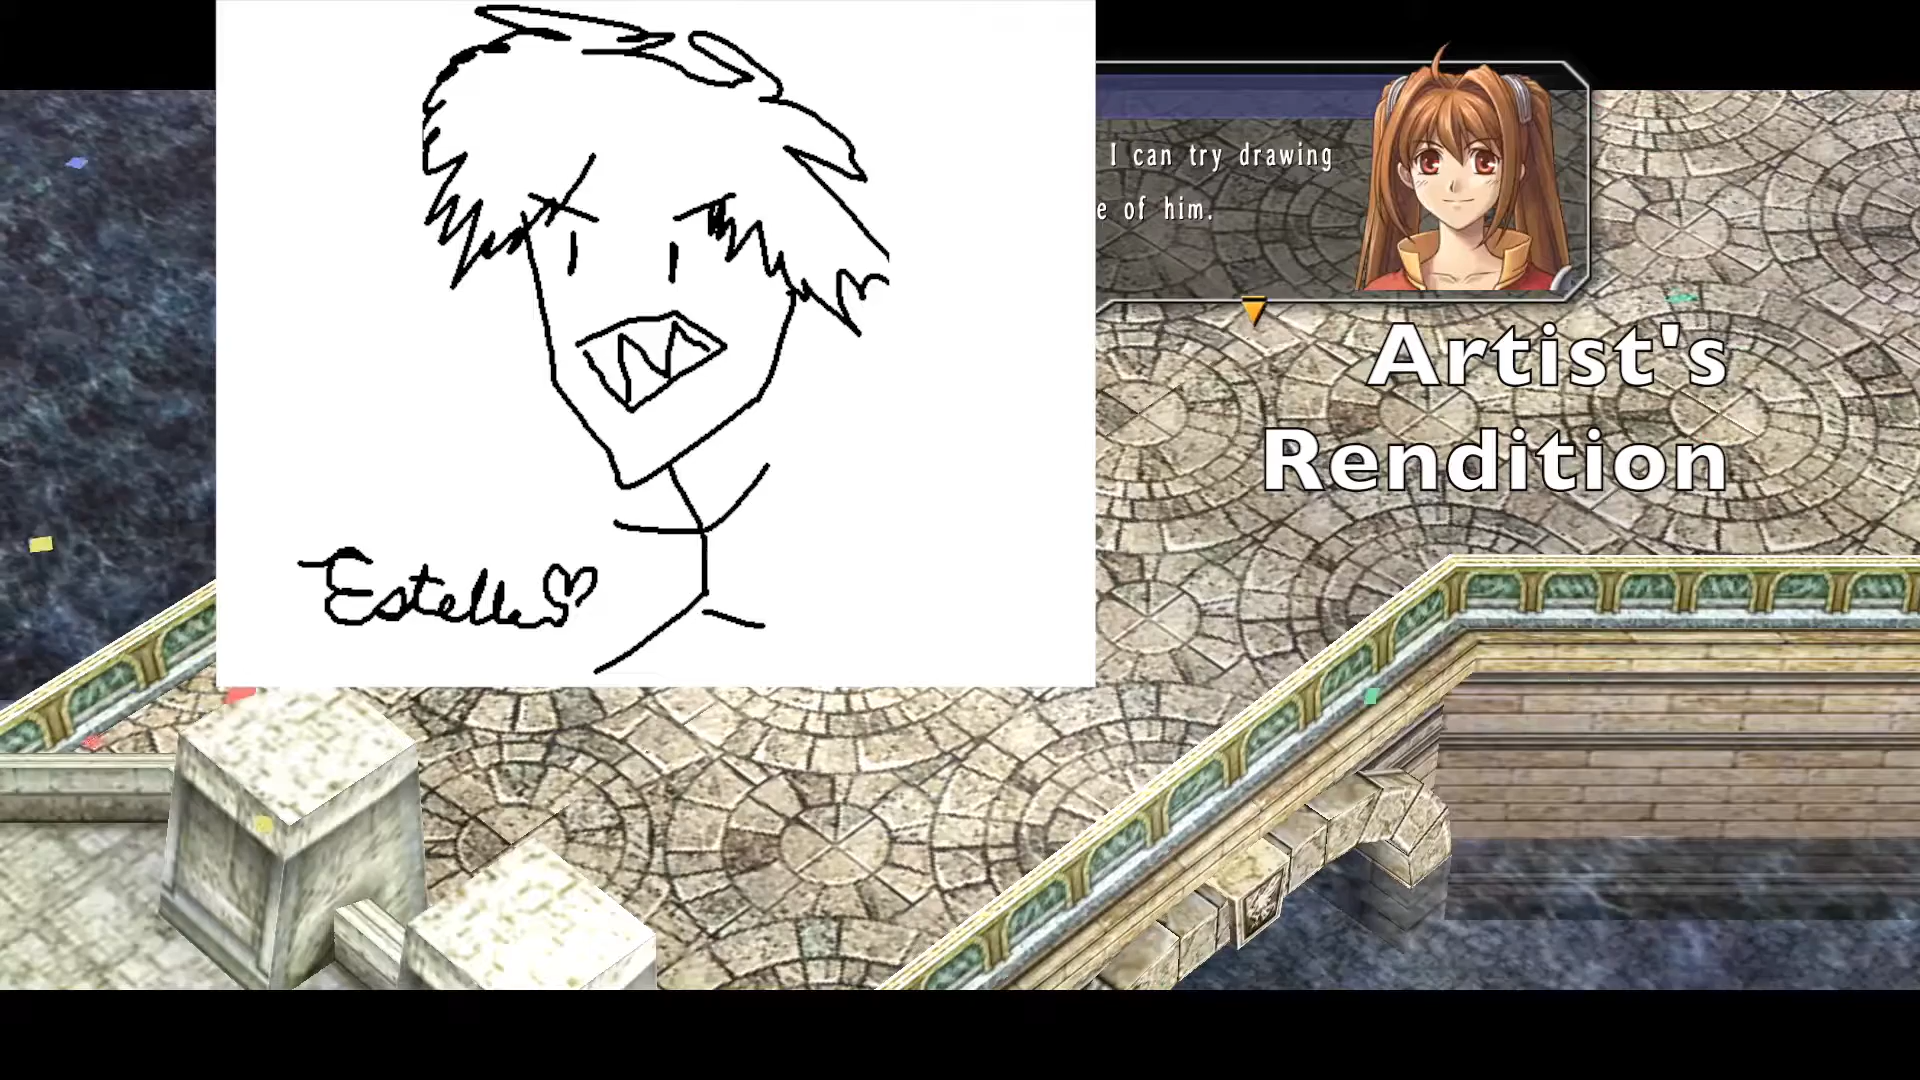 I can try drawing
e of him.
Artist's
Rendition
Estelle